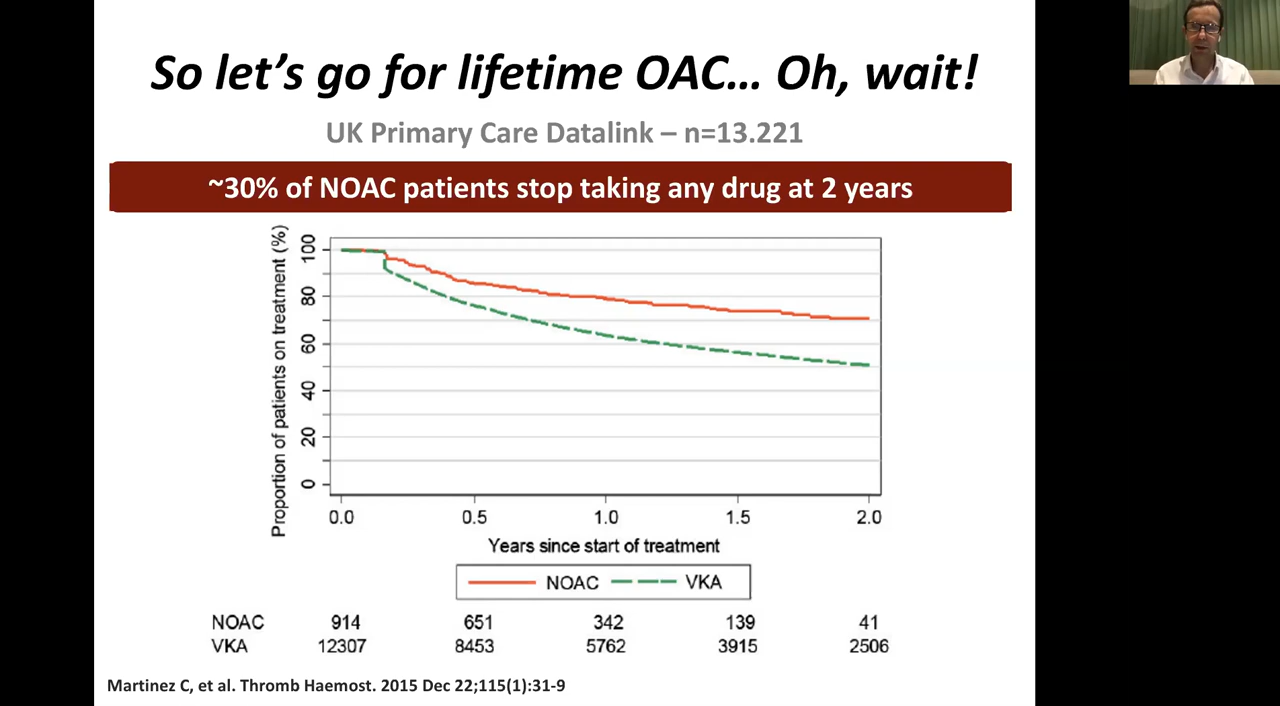 So let's go for lifetime OAC... Oh, wait!
UK Primary Care Datalink – n=13.221
~30% of NOAC patients stop taking any drug at 2 years
Proportion of patients on treatment (%)
100
80
60
40
20
0
0.0 0.5 1.0 1.5 2.0
Years since start of treatment
NOAC VKA
NOAC 914 651 342 139 41
VKA 12307 8453 5762 3915 2506
Martinez C, et al. Thromb Haemost. 2015 Dec 22;115(1):31-9